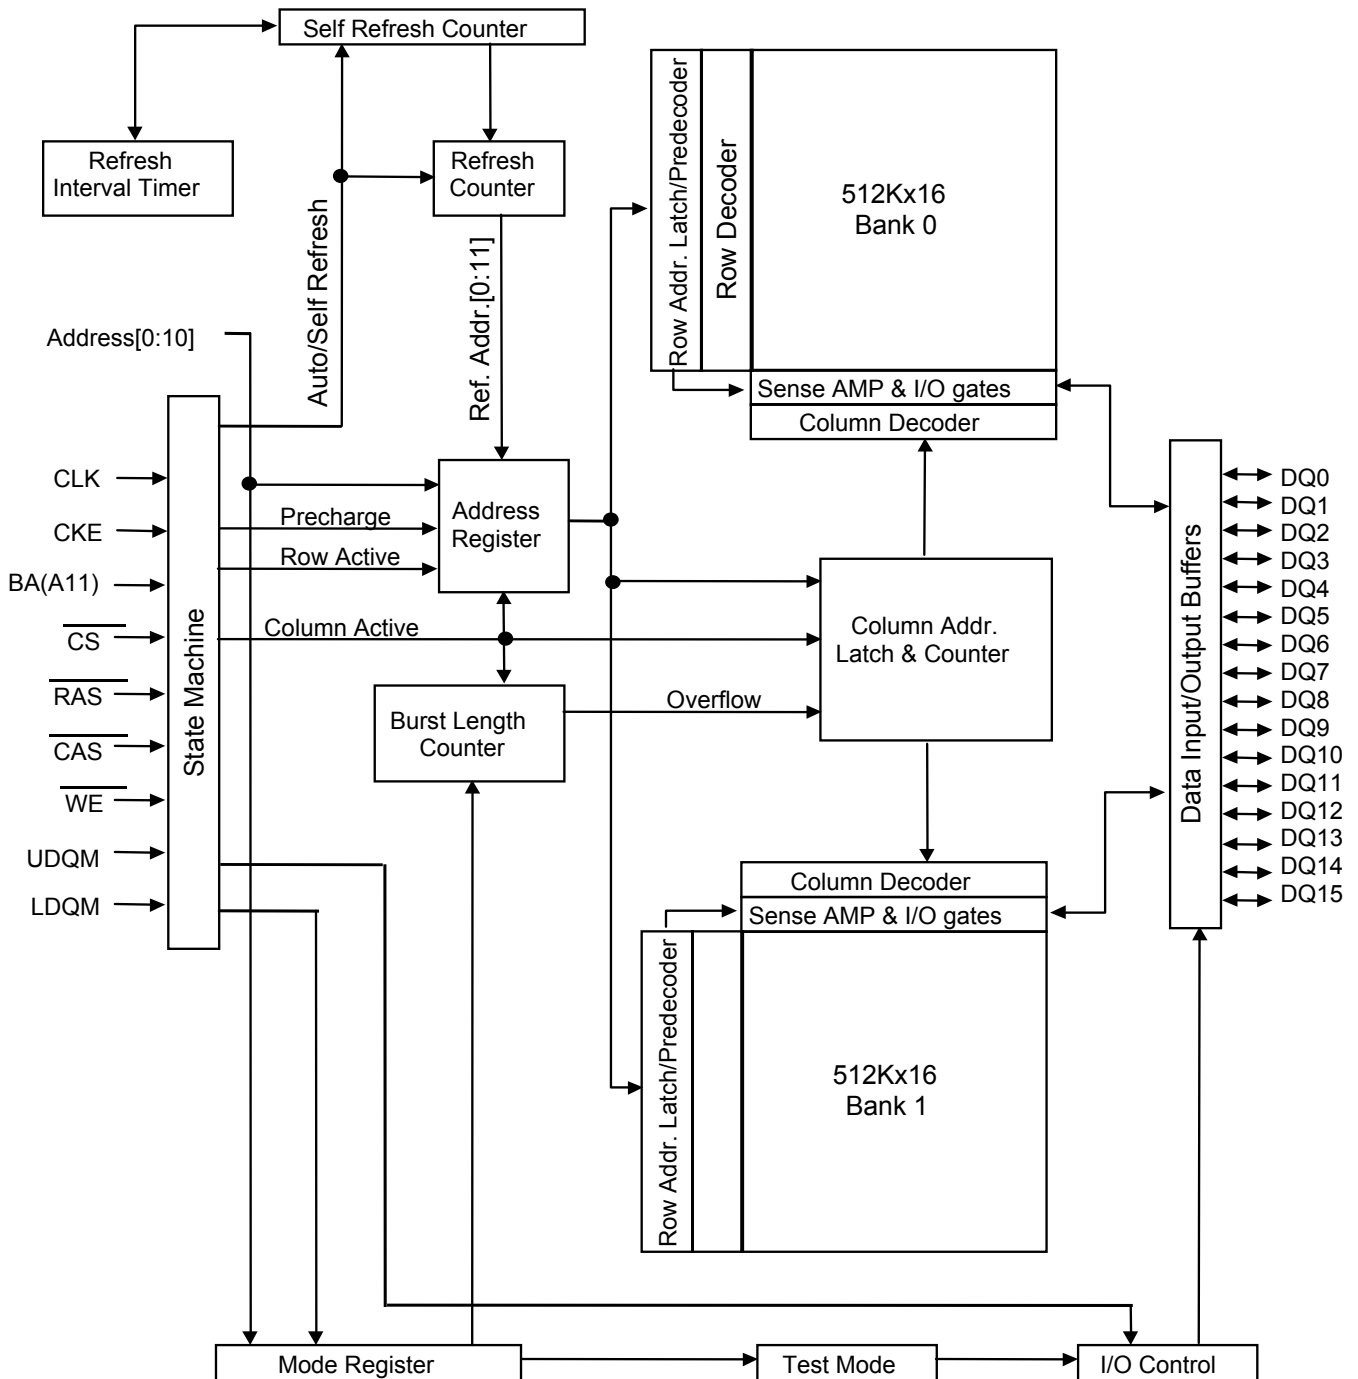 Self Refresh Counter
Refresh
Interval Timer
Refresh
Counter
Auto/Self Refresh
Ref. Addr.[0:11]
Row Addr. Latch/Predecoder
Row Decoder
512Kx16
Bank 0
Sense AMP & I/O gates
Column Decoder
Address[0:10]
CLK
CKE
BA(A11)
CS
RAS
CAS
WE
UDQM
LDQM
State Machine
Precharge
Row Active
Column Active
Address
Register
Burst Length
Counter
Overflow
Column Addr.
Latch & Counter
Data Input/Output Buffers
DQ0
DQ1
DQ2
DQ3
DQ4
DQ5
DQ6
DQ7
DQ8
DQ9
DQ10
DQ11
DQ12
DQ13
DQ14
DQ15
Column Decoder
Sense AMP & I/O gates
Row Addr. Latch/Predecoder
512Kx16
Bank 1
Mode Register
Test Mode
I/O Control